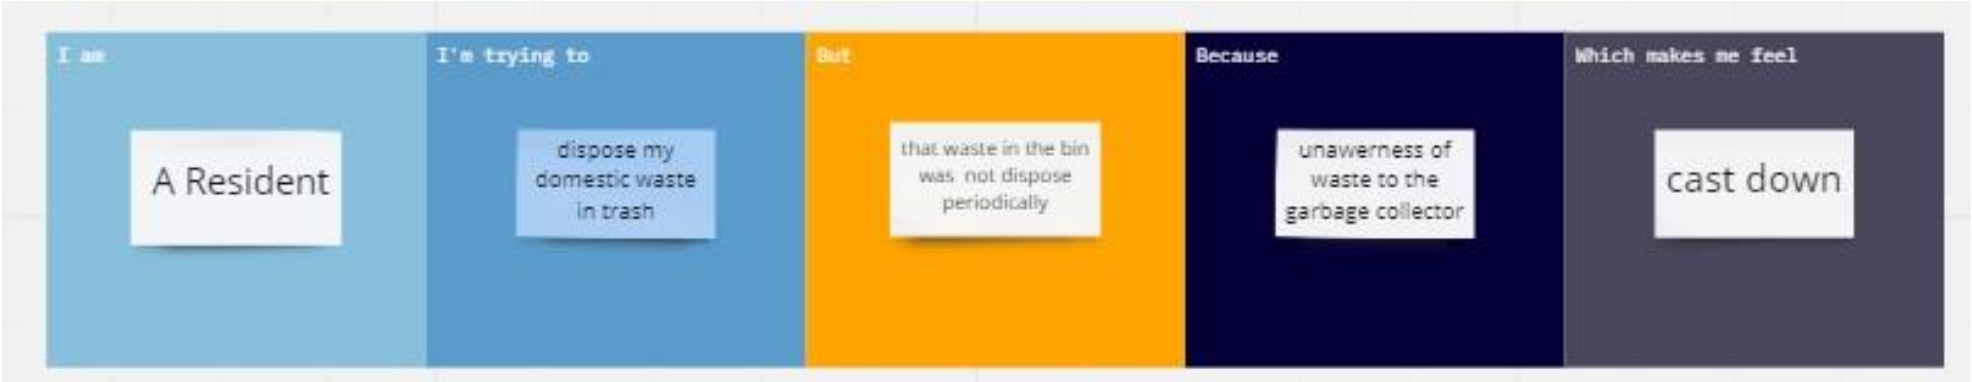 I am
A Resident
I'm trying to
dispose my
domestic waste
in trash
But
that waste in the bin
was not dispose
periodically
Because
unawerness of
waste to the
garbage collector
Which makes me feel
cast down